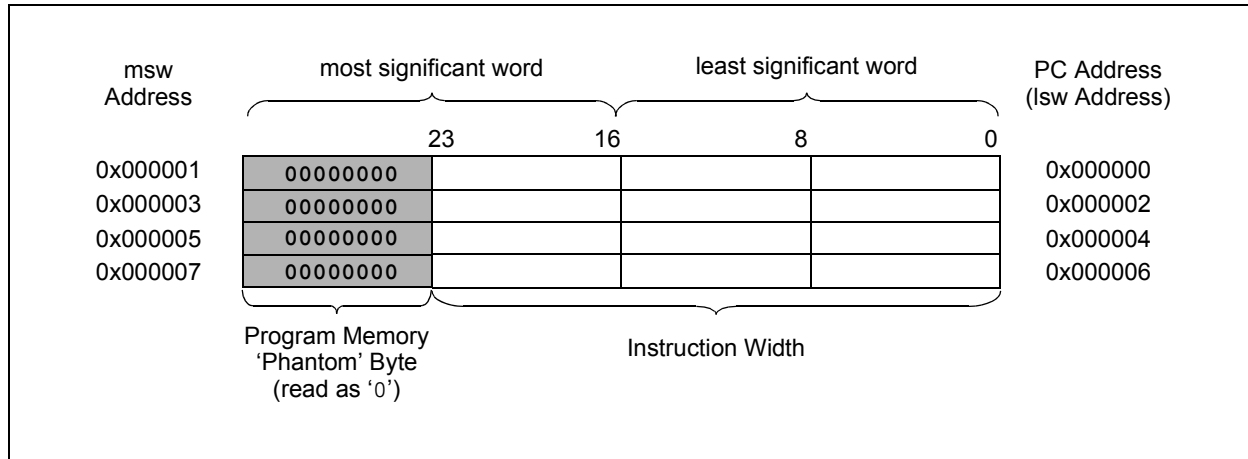 msw
Address
most significant word
least significant word
PC Address
(lsw Address)
23
16
8
0
0x000001
00000000
0x000000
0x000003
00000000
0x000002
0x000005
00000000
0x000004
0x000007
00000000
0x000006
Program Memory
‘Phantom’ Byte
(read as ‘0’)
Instruction Width